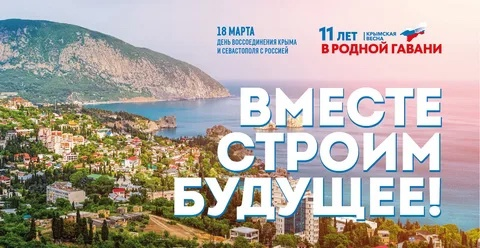 18 МАРТА
ДЕНЬ ВОССОЕДИНЕНИЯ КРЫМА
И СЕВАСТОПОЛЯ С РОССИЕЙ
11 ЛЕТ
КРЫМСКАЯ
ВЕСНА
В РОДНОЙ ГАВАНИ
ВМЕСТЕ
СТРОИМ
БУДУЩЕЕ!